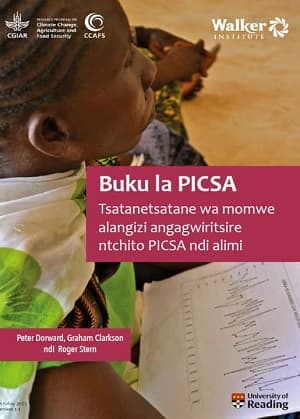 CGIAR
RESEARCH PROGRAM ON
Climate Change,
Agriculture and
Food Security
CCAFS
Walker
INSTITUTE
Buku la PICSA
Tsatanetsatane wa momwe
alangizi angagwiritsire
ntchito PICSA ndi alimi
Peter Dorward, Graham Clarkson
ndi Roger Stern
University of
Reading